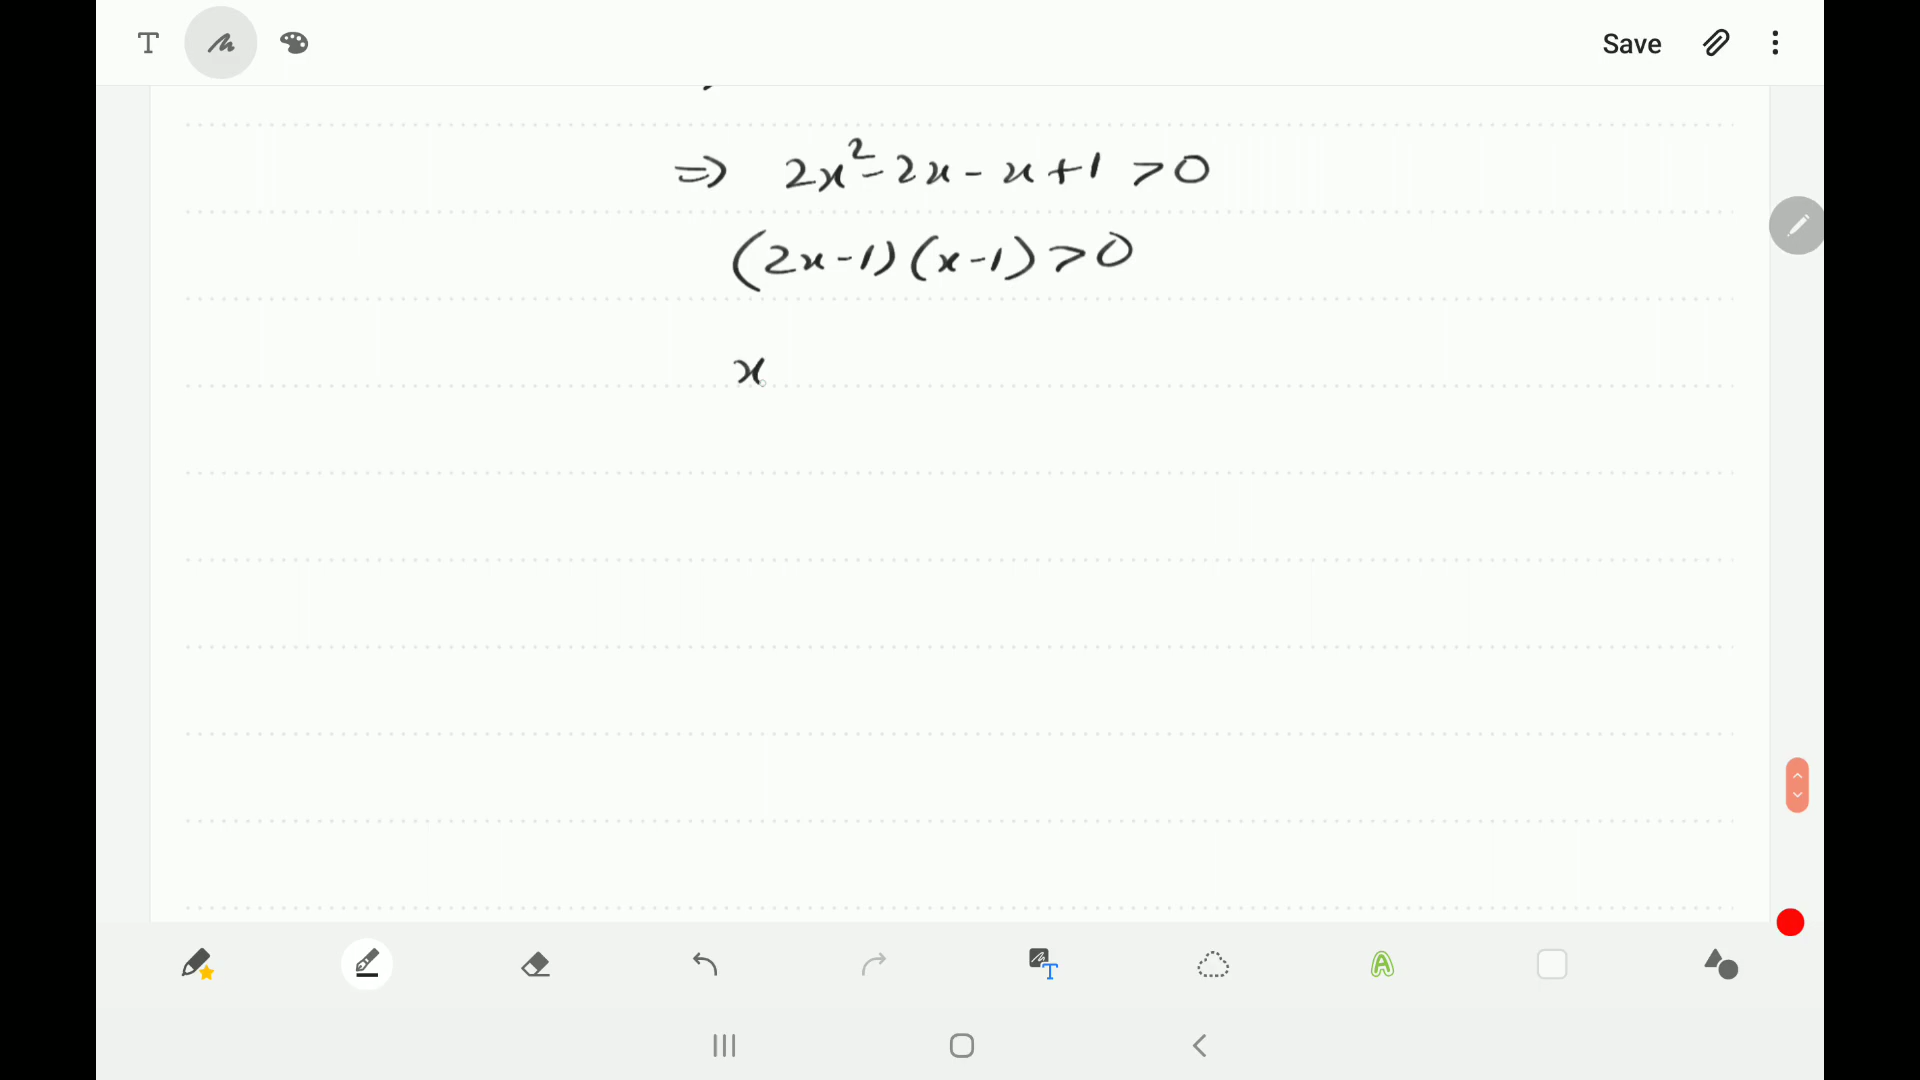 Save
⇒ 2x² - 2x - x + 1 > 0
(2x - 1) (x - 1) > 0
x